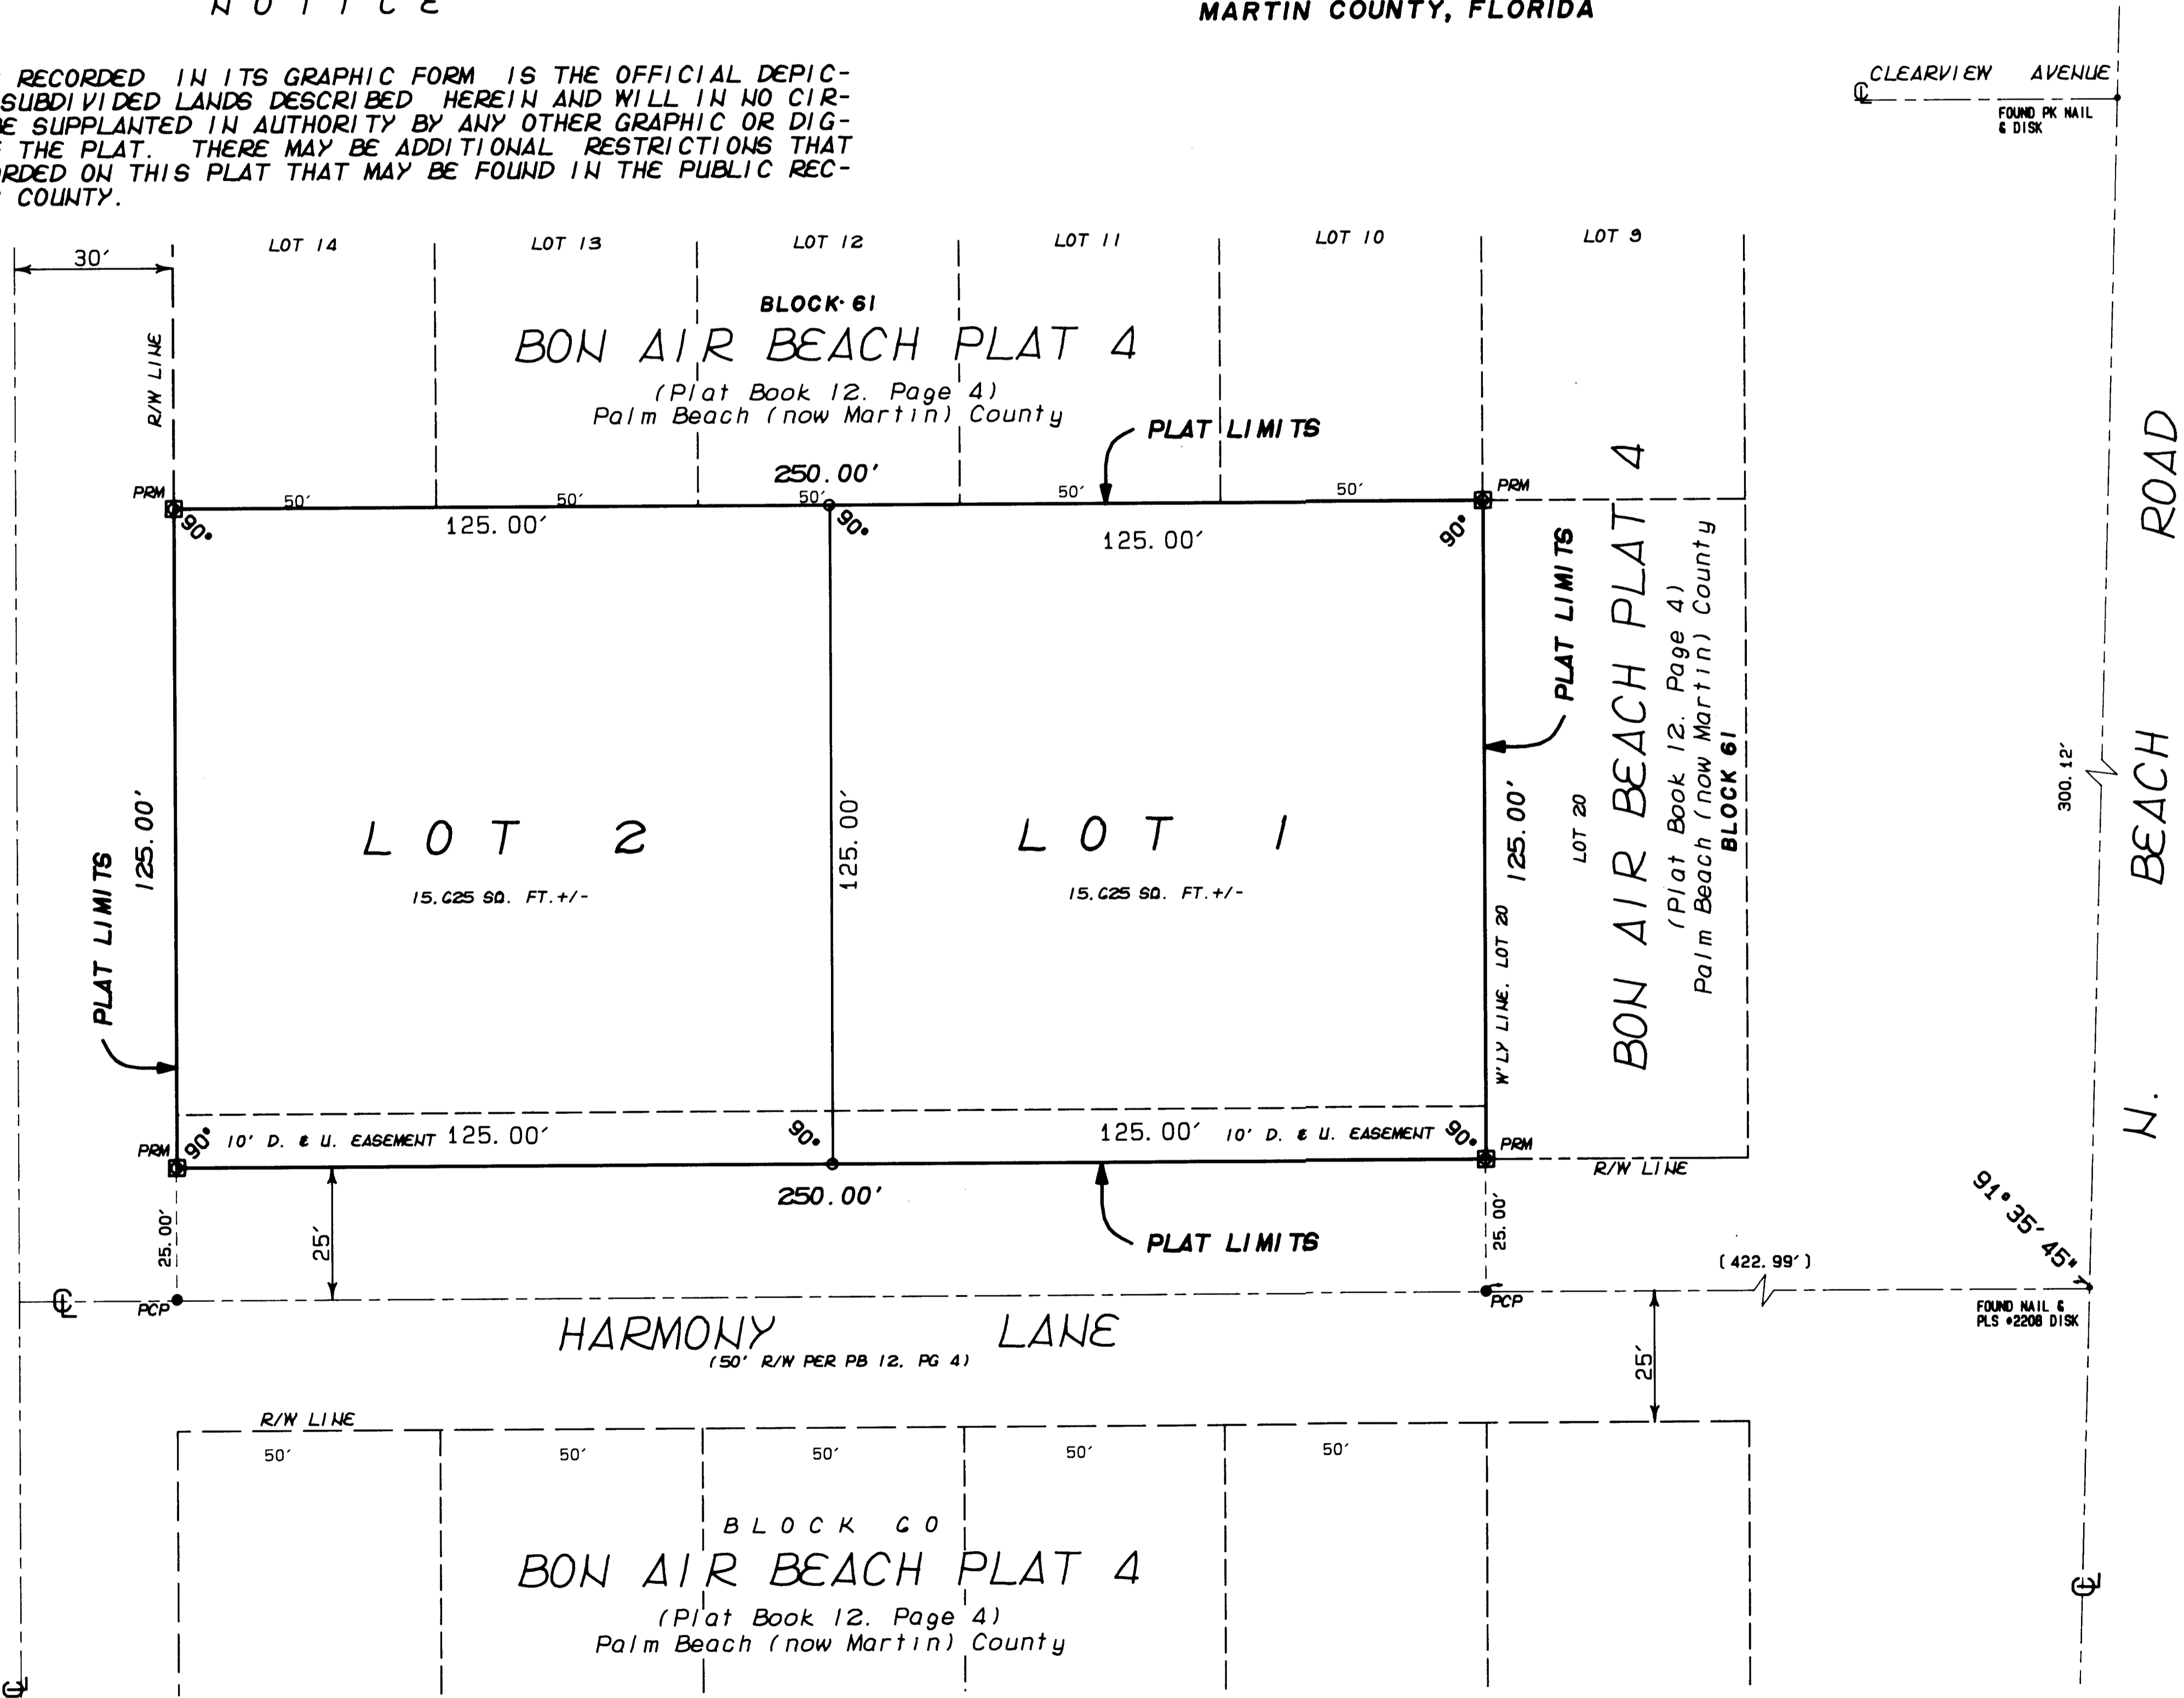 NOTICE
MARTIN COUNTY, FLORIDA
RECORDED IN ITS GRAPHIC FORM IS THE OFFICIAL DEPIC-
SUBDIVIDED LANDS DESCRIBED HEREIN AND WILL IN NO CIR-
BE SUPPLANTED IN AUTHORITY BY ANY OTHER GRAPHIC OR DIG-
THE PLAT. THERE MAY BE ADDITIONAL RESTRICTIONS THAT
ORDED ON THIS PLAT THAT MAY BE FOUND IN THE PUBLIC REC-
COUNTY.
CLEARVIEW AVENUE
FOUND PK NAIL
& DISK
30'
LOT 14
LOT 13
LOT 12
LOT 11
LOT 10
LOT 9
R/W LINE
BLOCK 61
BON AIR BEACH PLAT 4
(Plat Book 12. Page 4)
Palm Beach (now Martin) County
PLAT LIMITS
250.00'
PRM
50'
50'
50'
50'
50'
PRM
90°
125.00'
90°
125.00'
90°
PLAT LIMITS
125.00'
LOT 2
15.625 SQ. FT.+/-
125.00'
LOT 1
15.625 SQ. FT.+/-
PLAT LIMITS
125.00'
W'LY LINE. LOT 20
LOT 20
BON AIR BEACH PLAT 4
(Plat Book 12. Page 4)
Palm Beach (now Martin) County
BLOCK 61
300.12'
N. BEACH ROAD
PRM
90°
10' D. & U. EASEMENT
125.00'
90°
125.00'
10' D. & U. EASEMENT
90°
PRM
R/W LINE
250.00'
25.00'
25'
PLAT LIMITS
25.00'
(422.99')
91°35'45"
PCP
PCP
FOUND NAIL &
PLS #2208 DISK
HARMONY LANE
(50' R/W PER PB 12. PG 4)
25'
R/W LINE
50'
50'
50'
50'
50'
BLOCK 60
BON AIR BEACH PLAT 4
(Plat Book 12. Page 4)
Palm Beach (now Martin) County